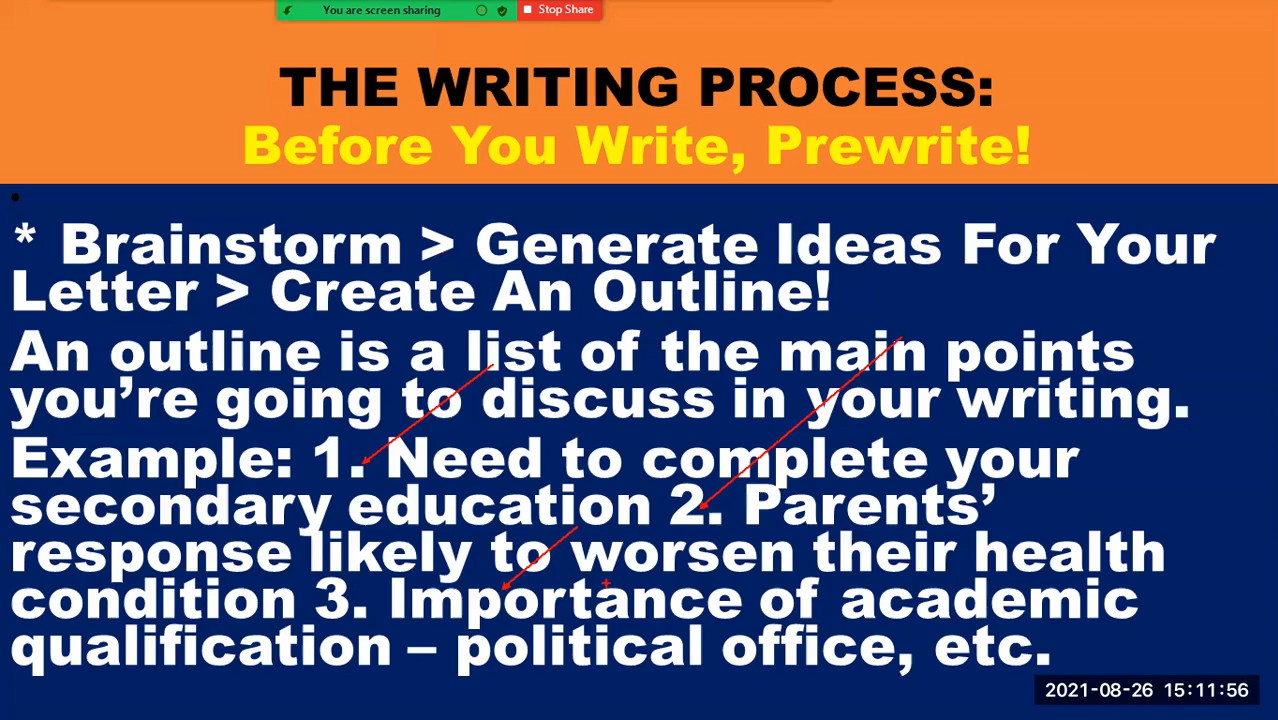 You are screen sharing
Stop Share
THE WRITING PROCESS:
Before You Write, Prewrite!
* Brainstorm > Generate Ideas For Your
Letter > Create An Outline!
An outline is a list of the main points
you’re going to discuss in your writing.
Example: 1. Need to complete your
secondary education 2. Parents’
response likely to worsen their health
condition 3. Importance of academic
qualification – political office, etc.
2021-08-26 15:11:56